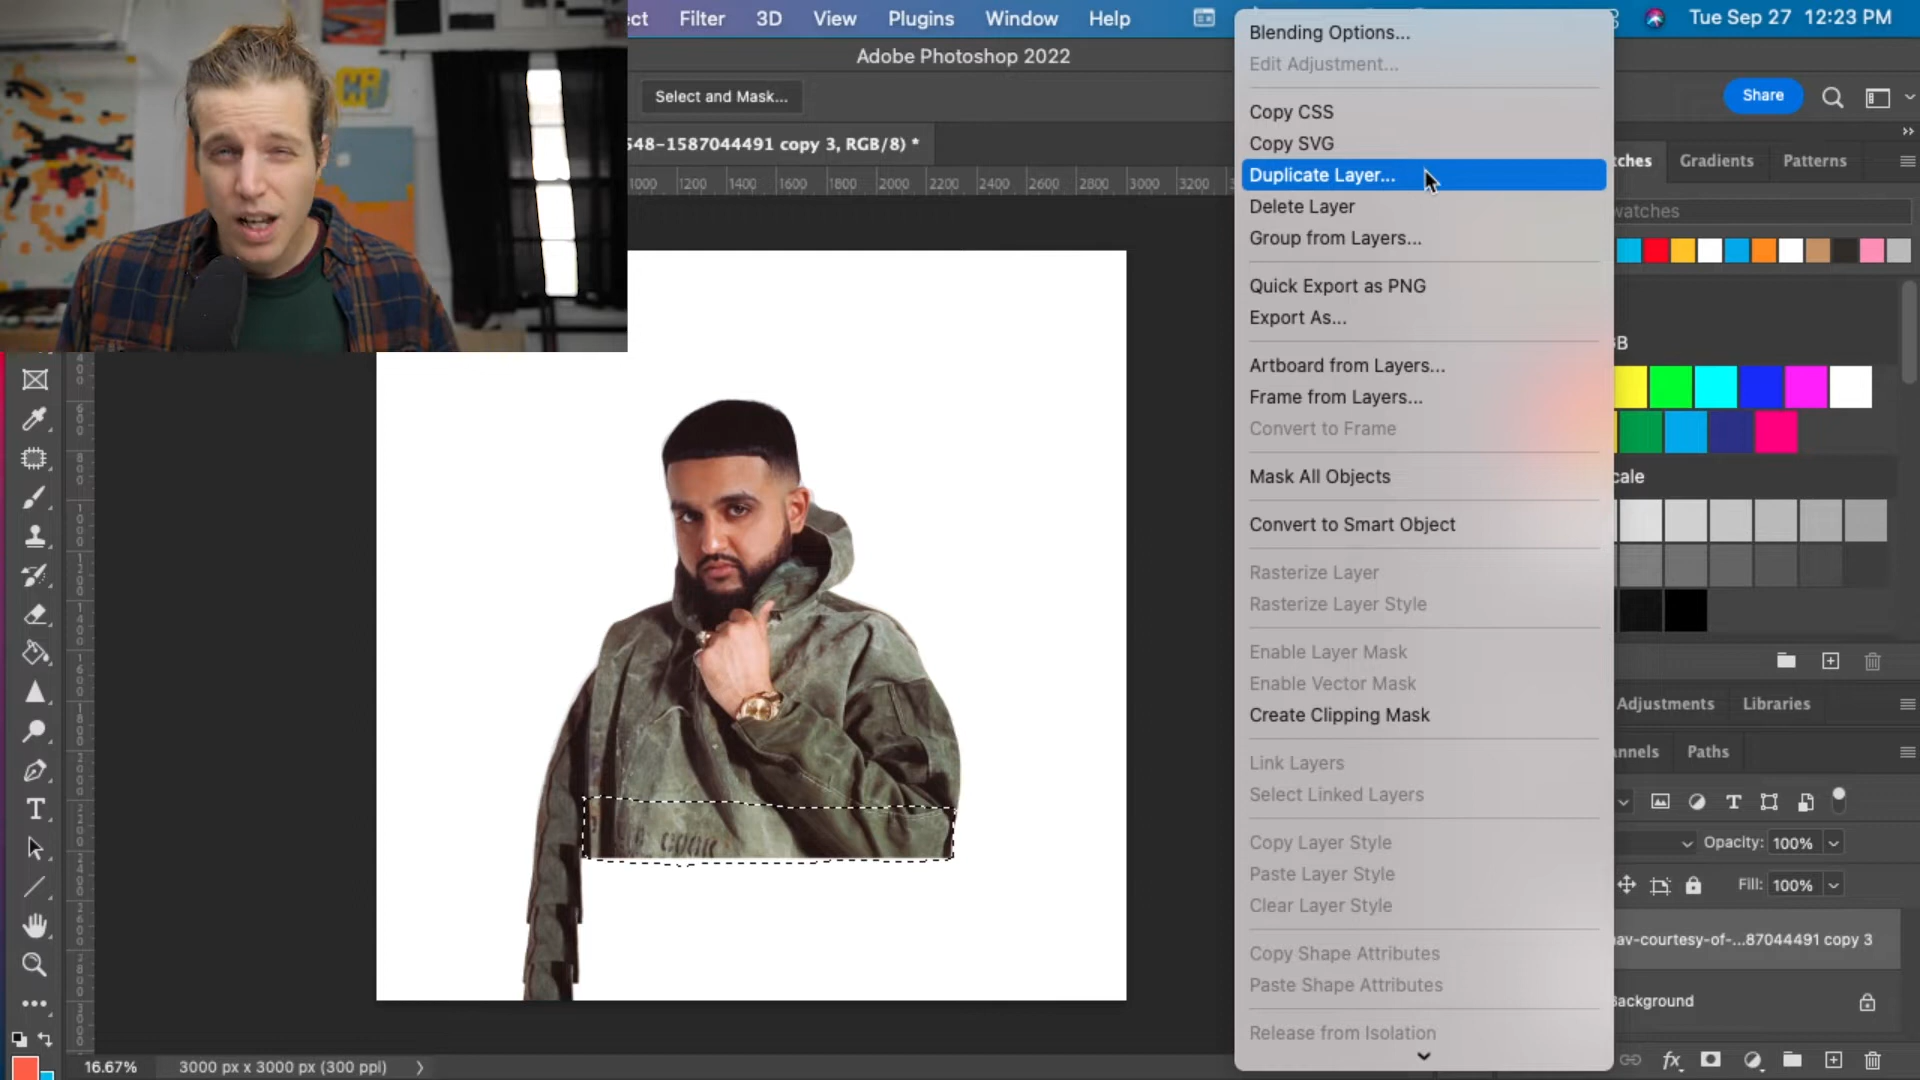 Filter 3D View Plugins Window Help
Tue Sep 27 12:23 PM
Adobe Photoshop 2022
Select and Mask...
Share
548-1587044491 copy 3, RGB/8) *
1000 1200 1400 1600 1800 2000 2200 2400 2600 2800 3000 3200
Blending Options...
Edit Adjustment...
Copy CSS
Copy SVG
Duplicate Layer...
Delete Layer
Group from Layers...
Quick Export as PNG
Export As...
Artboard from Layers...
Frame from Layers...
Convert to Frame
Mask All Objects
Convert to Smart Object
Rasterize Layer
Rasterize Layer Style
Enable Layer Mask
Enable Vector Mask
Create Clipping Mask
Link Layers
Select Linked Layers
Copy Layer Style
Paste Layer Style
Clear Layer Style
Copy Shape Attributes
Paste Shape Attributes
Release from Isolation
tches Gradients Patterns
watches
GB
cale
Adjustments Libraries
annels Paths
Opacity: 100%
Fill: 100%
nav-courtesy-of-...87044491 copy 3
Background
fx
T
16.67% 3000 px x 3000 px (300 ppi)